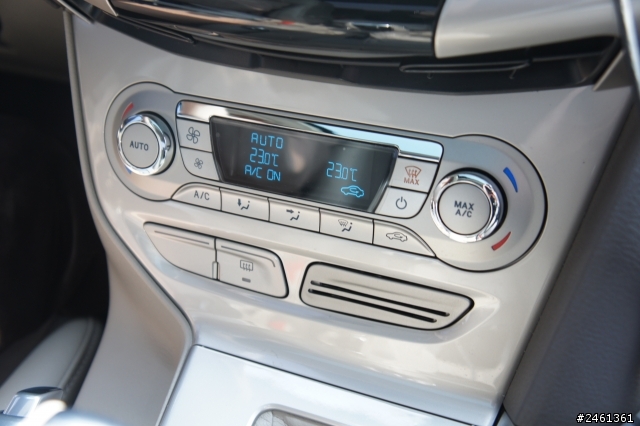 AUTO
AUTO
23.0℃ 23.0℃
A/C ON
MAX
MAX
A/C
A/C
#2461361